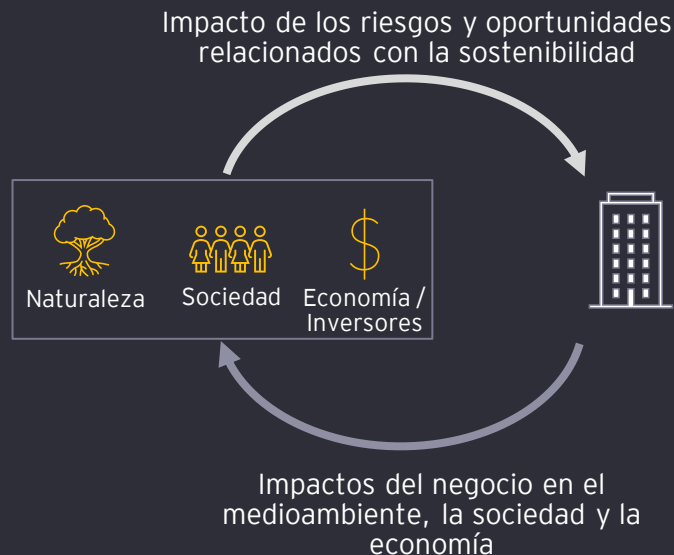 Impacto de los riesgos y oportunidades
relacionados con la sostenibilidad
Naturaleza
Sociedad
Economía /
Inversores
Impactos del negocio en el
medioambiente, la sociedad y la
economía